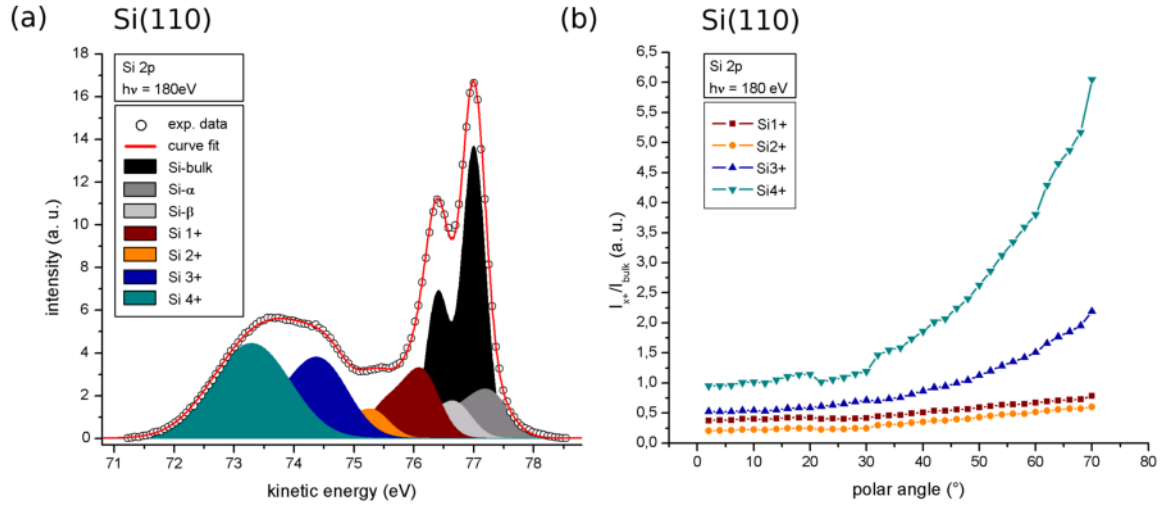 (a) Si(110)
18
16
14
12
10
8
6
4
2
0
intensity (a. u.)
Si 2p
hν = 180eV
exp. data
curve fit
Si-bulk
Si-α
Si-β
Si 1+
Si 2+
Si 3+
Si 4+
71 72 73 74 75 76 77 78
kinetic energy (eV)
(b) Si(110)
6,5
6,0
5,5
5,0
4,5
4,0
3,5
3,0
2,5
2,0
1,5
1,0
0,5
0,0
Ix+/Ibulk (a. u.)
Si 2p
hν = 180 eV
Si1+
Si2+
Si3+
Si4+
0 10 20 30 40 50 60 70 80
polar angle (°)